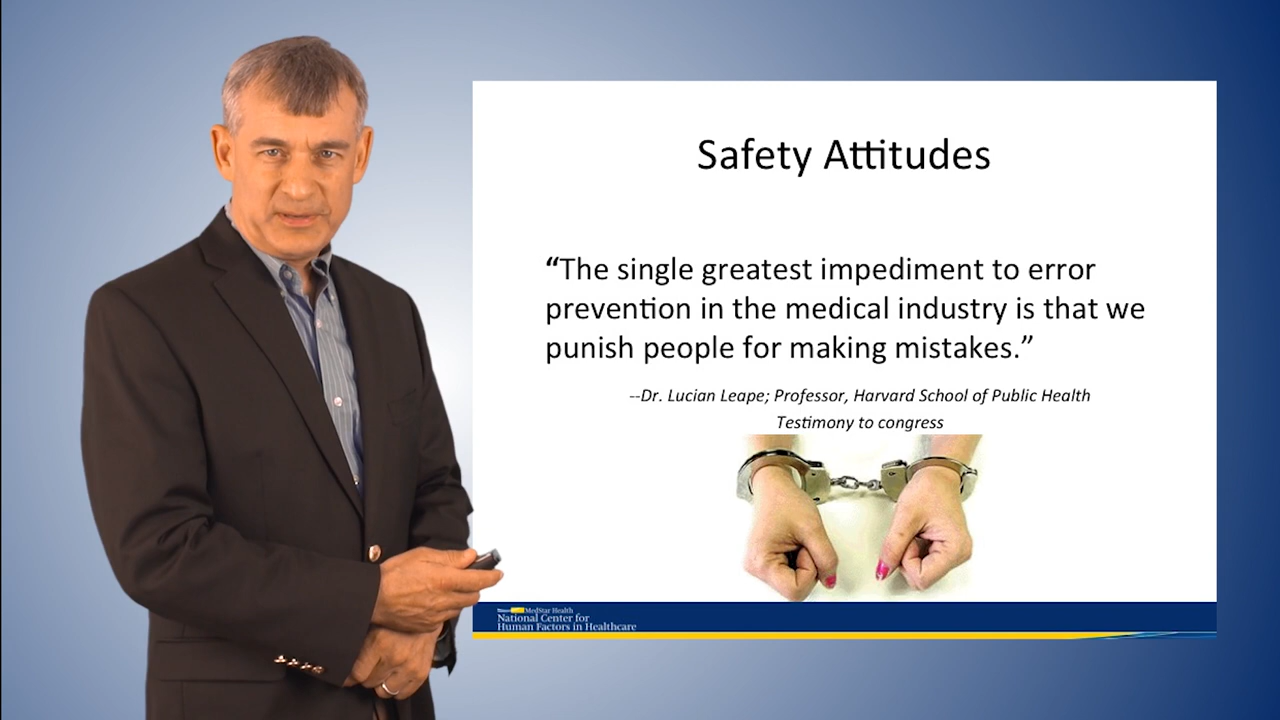 Safety Attitudes
“The single greatest impediment to error
prevention in the medical industry is that we
punish people for making mistakes.”
--Dr. Lucian Leape; Professor, Harvard School of Public Health
Testimony to congress
MedStar Health
National Center for
Human Factors in Healthcare